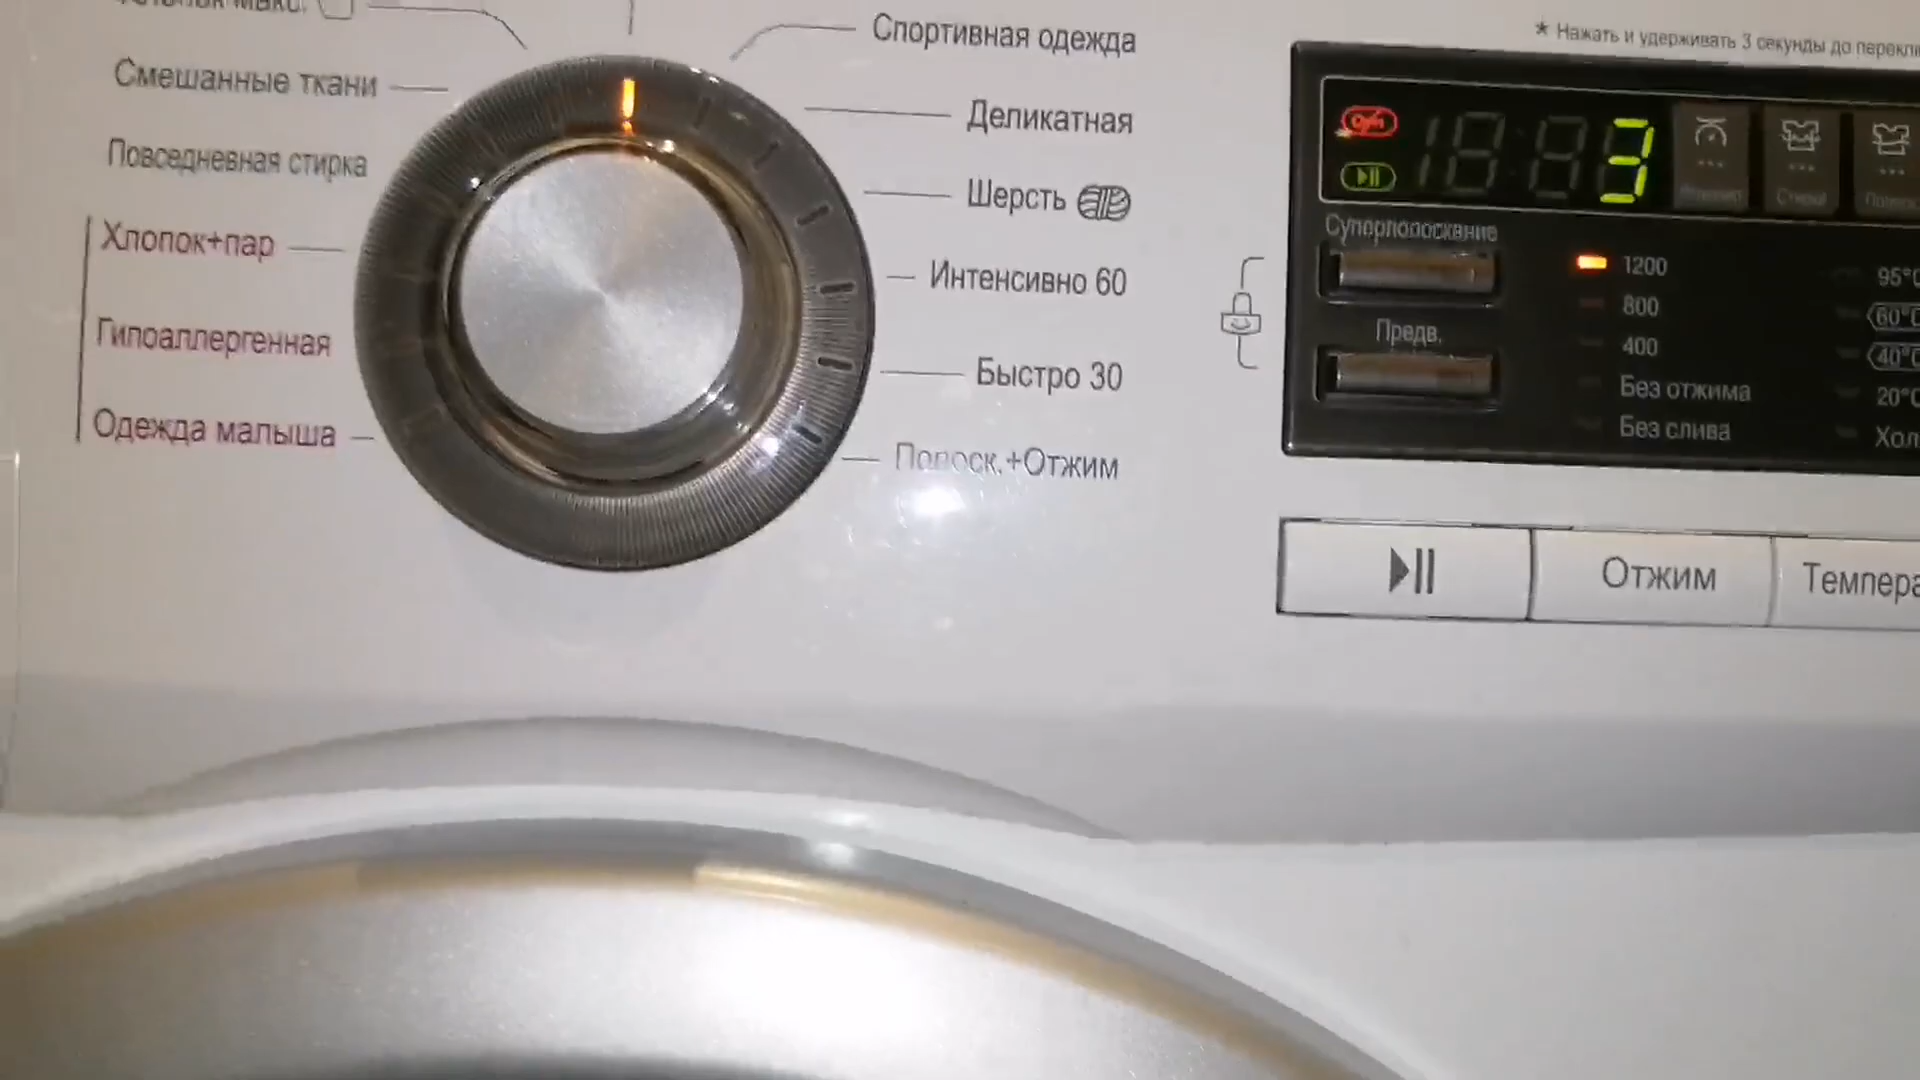 Спортивная одежда
* Нажать и удерживать 3 секунды до
Смешанные ткани
Деликатная
Повседневная стирка
Шерсть
3
Хлопок+пар
Интенсивно 60
Суперполоскание
1200
95°C
Гипоаллергенная
Предв.
800
60°C
Быстро 30
400
40°C
Одежда малыша
Без отжима
20°C
Полоск.+Отжим
Без слива
Отжим